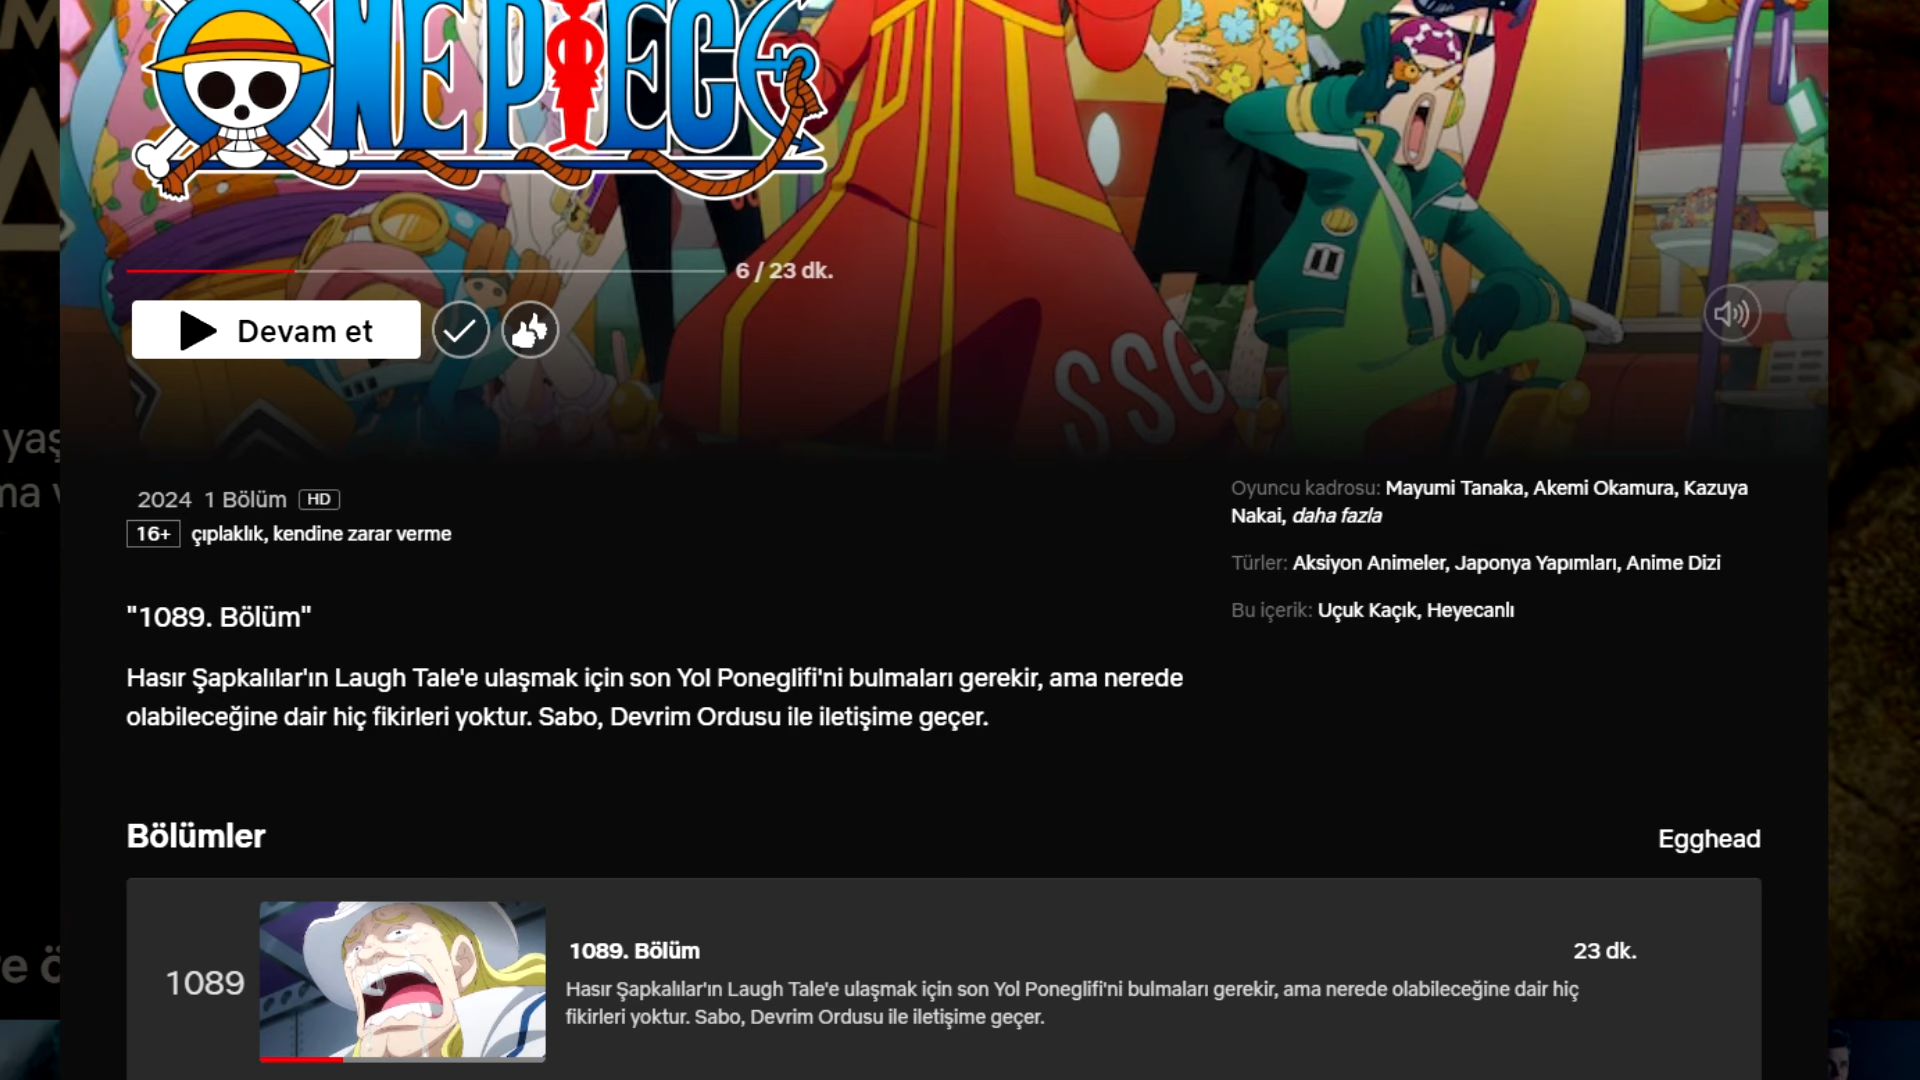 ONE PIECE
6 / 23 dk.
Devam et
SSG
yaş
2024 1 Bölüm HD
16+ çıplaklık, kendine zarar verme
Oyuncu kadrosu: Mayumi Tanaka, Akemi Okamura, Kazuya
Nakai, daha fazla
Türler: Aksiyon Animeler, Japonya Yapımları, Anime Dizi
Bu içerik: Uçuk Kaçık, Heyecanlı
"1089. Bölüm"
Hasır Şapkalılar'ın Laugh Tale'e ulaşmak için son Yol Poneglifi'ni bulmaları gerekir, ama nerede
olabileceğine dair hiç fikirleri yoktur. Sabo, Devrim Ordusu ile iletişime geçer.
Bölümler
Egghead
1089
1089. Bölüm
23 dk.
Hasır Şapkalılar'ın Laugh Tale'e ulaşmak için son Yol Poneglifi'ni bulmaları gerekir, ama nerede olabileceğine dair hiç
fikirleri yoktur. Sabo, Devrim Ordusu ile iletişime geçer.